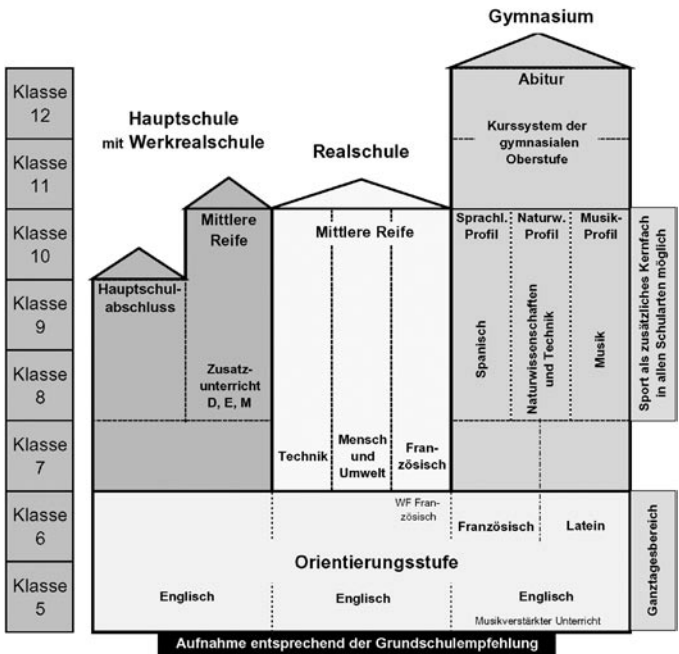 Gymnasium
Klasse
12
Abitur
Hauptschule
mit Werkrealschule
Kurssystem der
gymnasialen
Oberstufe
Realschule
Klasse
11
Klasse
10
Mittlere
Reife
Mittlere Reife
Sprachl.
Profil
Naturw.
Profil
Musik-
Profil
Hauptschul-
abschluss
Klasse
9
Spanisch
Naturwissenschaften
und Technik
Musik
Sport als zusätzliches Kernfach
in allen Schularten möglich
Klasse
8
Zusatz-
unterricht
D, E, M
Klasse
7
Technik
Mensch
und
Umwelt
Fran-
zösisch
Klasse
6
WF Fran-
zösisch
Französisch
Latein
Ganztagesbereich
Orientierungsstufe
Klasse
5
Englisch
Englisch
Englisch
Musikverstärkter Unterricht
Aufnahme entsprechend der Grundschulempfehlung